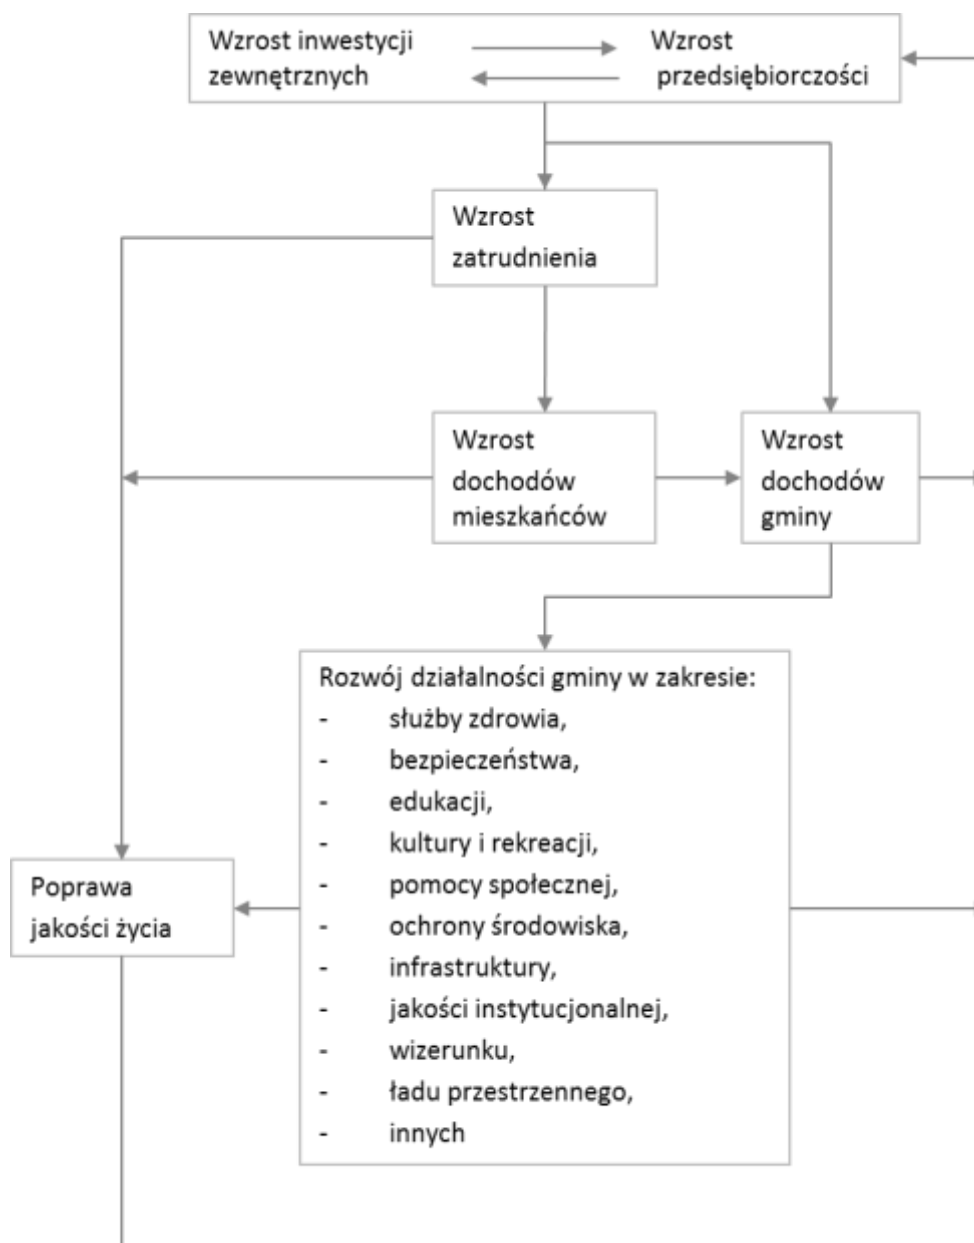 Wzrost inwestycji
zewnętrznych
Wzrost
przedsiębiorczości
Wzrost
zatrudnienia
Wzrost
dochodów
mieszkańców
Wzrost
dochodów
gminy
Rozwój działalności gminy w zakresie:
- służby zdrowia,
- bezpieczeństwa,
- edukacji,
- kultury i rekreacji,
- pomocy społecznej,
- ochrony środowiska,
- infrastruktury,
- jakości instytucjonalnej,
- wizerunku,
- ładu przestrzennego,
- innych
Poprawa
jakości życia